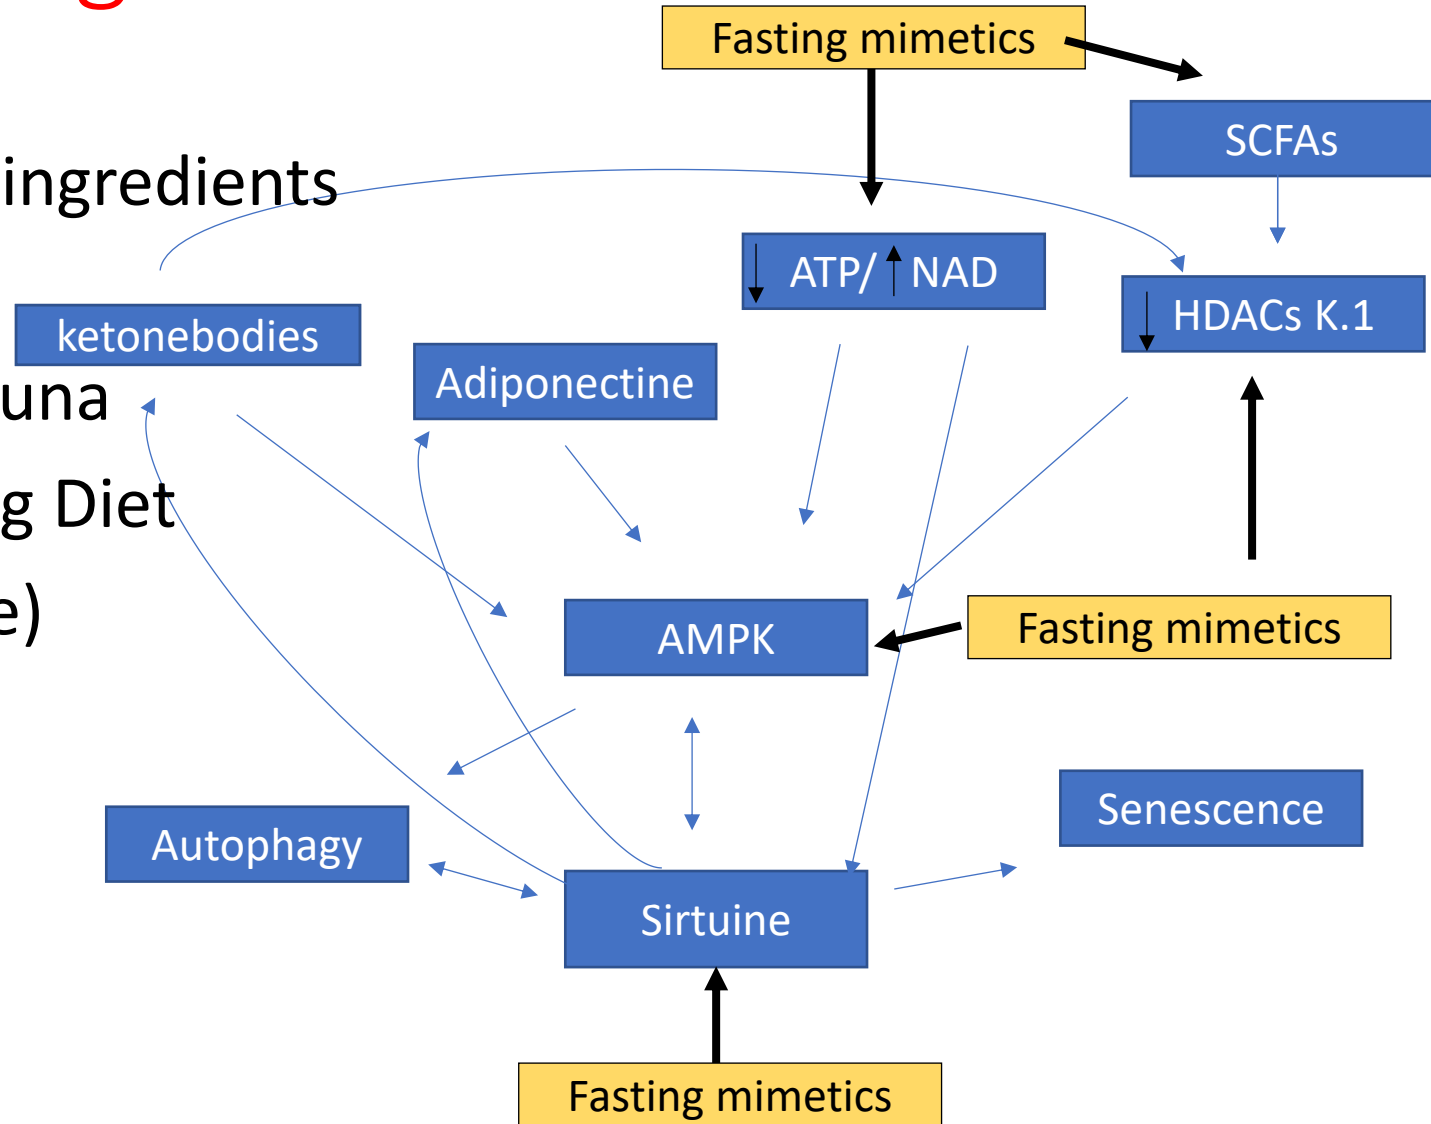 g
Fasting mimetics
SCFAs
ingredients
ATP/ NAD
HDACs K.1
ketonebodies
Adiponectine
una
g Diet
e)
AMPK
Fasting mimetics
Senescence
Autophagy
Sirtuine
Fasting mimetics